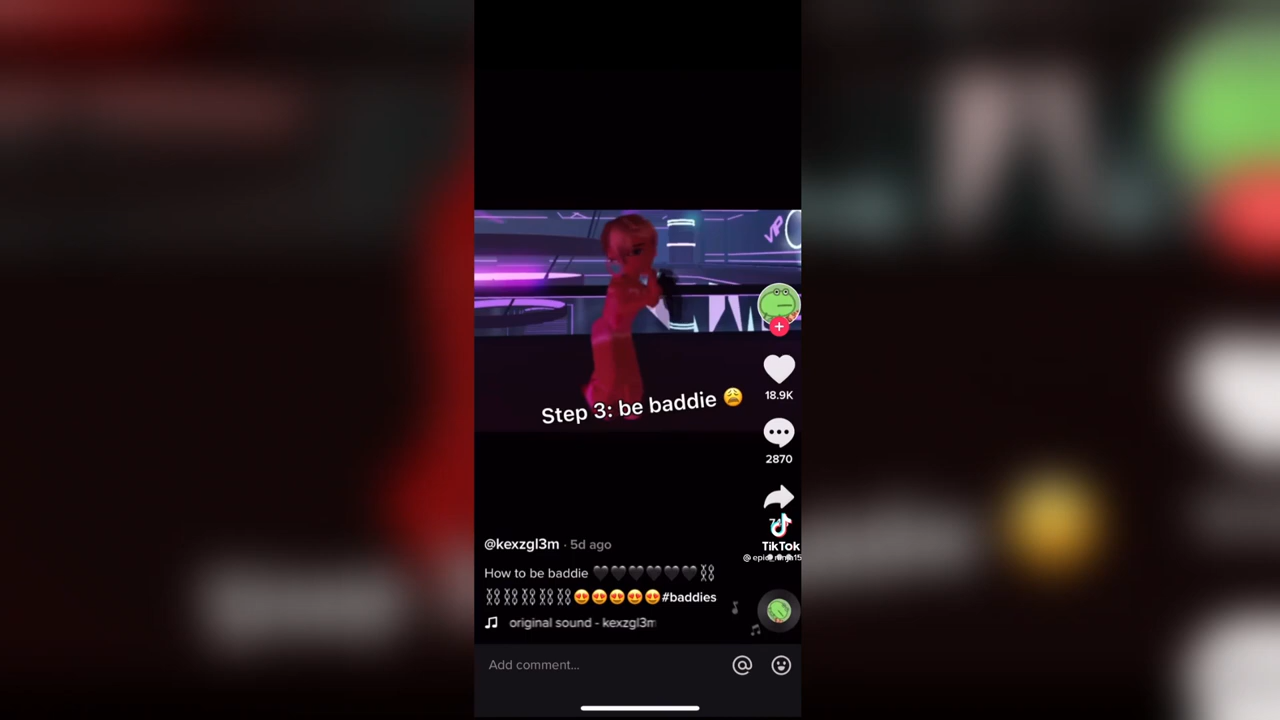 VR
Step 3: be baddie 😩
18.9K
2870
TikTok
@kexzgl3m · 5d ago
How to be baddie 🖤🖤🖤🖤🖤🖤⛓️
⛓️⛓️⛓️⛓️⛓️😍😍😍😍😍#baddies
original sound - kexzgl3m
Add comment...